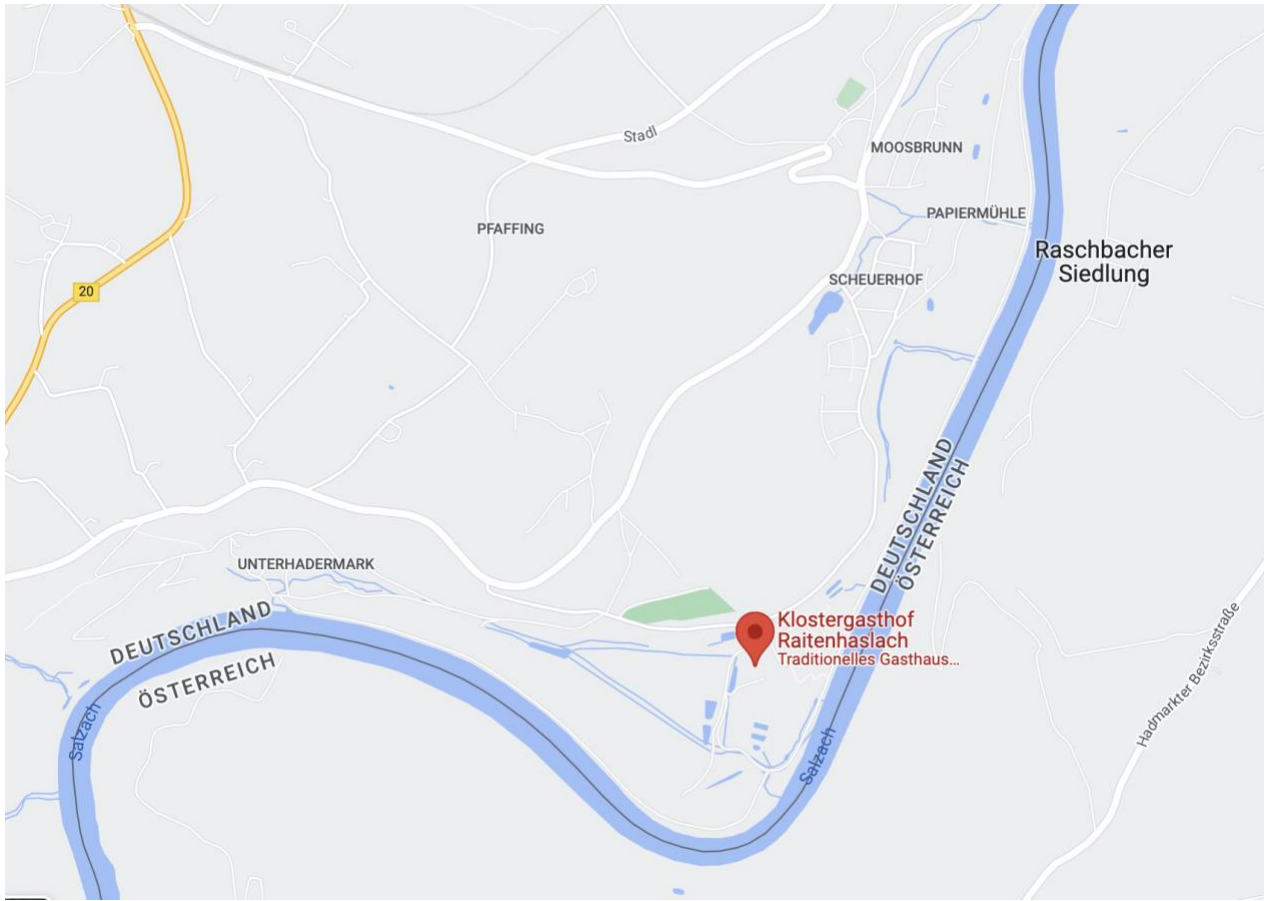 Stadl
MOOSBRUNN
PAPIERMÜHLE
PFAFFING
Raschbacher
Siedlung
SCHEUERHOF
20
DEUTSCHLAND
ÖSTERREICH
UNTERHADERMARK
DEUTSCHLAND
ÖSTERREICH
Klostergasthof
Raitenhaslach
Traditionelles Gasthaus...
Hadmarkter Bezirksstraße
Salzach
Salzach